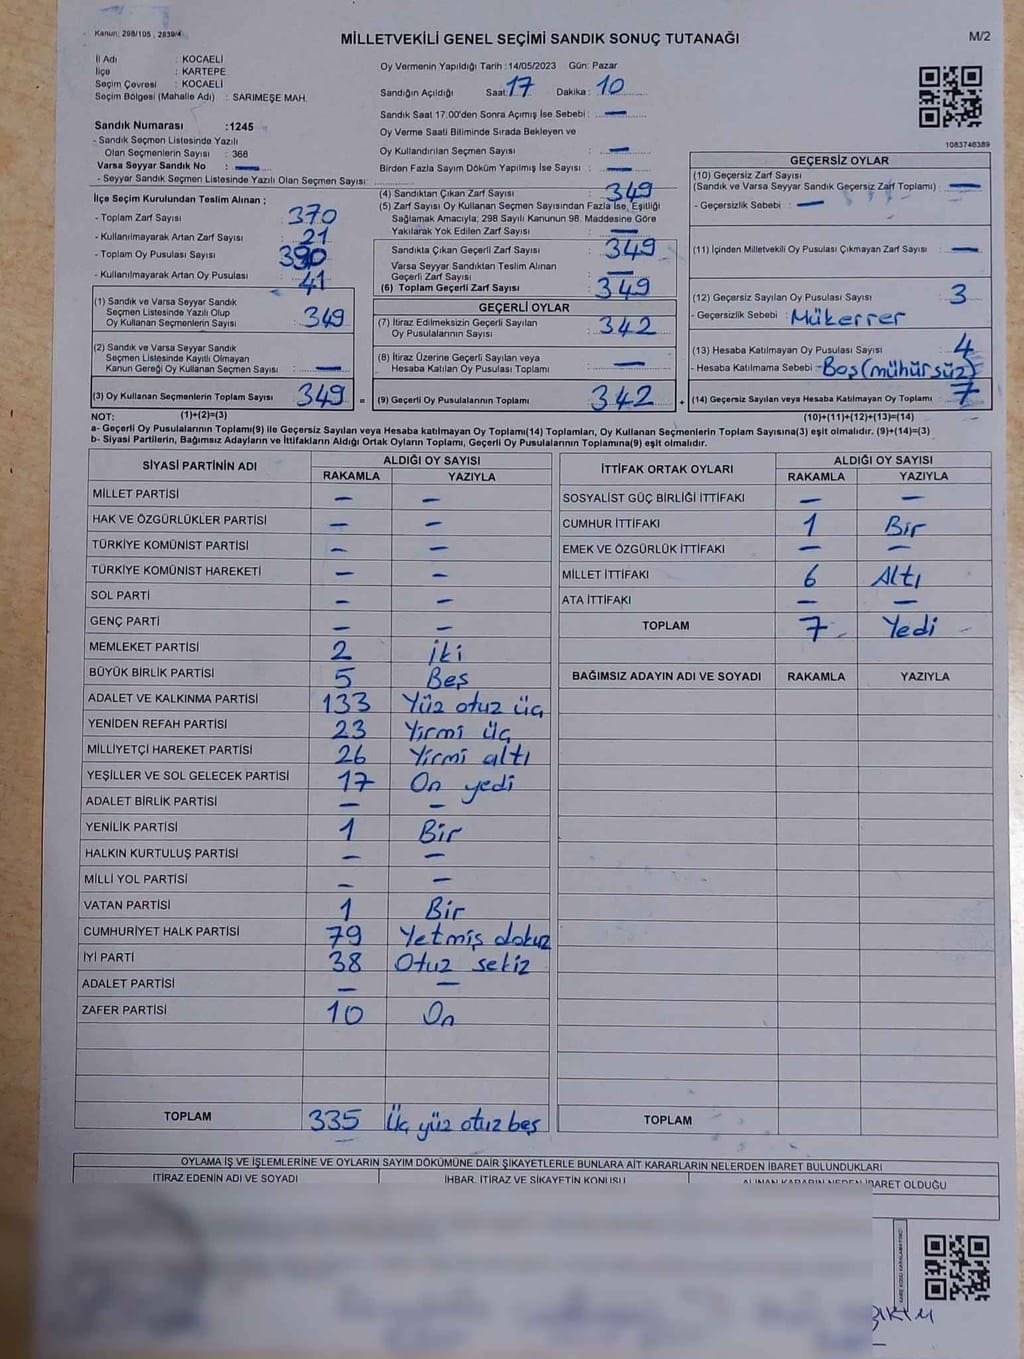 Kanun: 298/105 , 2839/4
MİLLETVEKİLİ GENEL SEÇİMİ SANDIK SONUÇ TUTANAĞI
M/2
İl Adı : KOCAELİ
İlçe : KARTEPE
Seçim Çevresi : KOCAELİ
Seçim Bölgesi (Mahalle Adı) : SARIMEŞE MAH.
Sandık Numarası :1245
- Sandık Seçmen Listesinde Yazılı
Olan Seçmenlerin Sayısı : 368
Varsa Seyyar Sandık No : —
- Seyyar Sandık Seçmen Listesinde Yazılı Olan Seçmen Sayısı:
Oy Vermenin Yapıldığı Tarih :14/05/2023 Gün: Pazar
Sandığın Açıldığı Saat: 17 Dakika : 10
Sandık Saat 17:00'den Sonra Açımış İse Sebebi : —
Oy Verme Saati Bitiminde Sırada Bekleyen ve
Oy Kullandırılan Seçmen Sayısı : —
Birden Fazla Sayım Döküm Yapılmış İse Sayısı : —
1083746389
İlçe Seçim Kurulundan Teslim Alınan ;
- Toplam Zarf Sayısı : 370
- Kullanılmayarak Artan Zarf Sayısı : 21
- Toplam Oy Pusulası Sayısı : 390
- Kullanılmayarak Artan Oy Pusulası : 41
(1) Sandık ve Varsa Seyyar Sandık
Seçmen Listesinde Yazılı Olup
Oy Kullanan Seçmenlerin Sayısı : 349
(2) Sandık ve Varsa Seyyar Sandık
Seçmen Listesinde Kayıtlı Olmayan
Kanun Gereği Oy Kullanan Seçmen Sayısı : —
(3) Oy Kullanan Seçmenlerin Toplam Sayısı : 349 =
(1)+(2)=(3)
(4) Sandıktan Çıkan Zarf Sayısı : 349
(5) Zarf Sayısı Oy Kullanan Seçmen Sayısından Fazla İse, Eşitliği
Sağlamak Amacıyla; 298 Sayılı Kanunun 98. Maddesine Göre
Yakılarak Yok Edilen Zarf Sayısı : —
Sandıkta Çıkan Geçerli Zarf Sayısı : 349
Varsa Seyyar Sandıktan Teslim Alınan
Geçerli Zarf Sayısı : —
(6) Toplam Geçerli Zarf Sayısı : 349
GEÇERLİ OYLAR
(7) İtiraz Edilmeksizin Geçerli Sayılan
Oy Pusulalarının Sayısı : 342
(8) İtiraz Üzerine Geçerli Sayılan veya
Hesaba Katılan Oy Pusulası Toplamı : —
(9) Geçerli Oy Pusulalarının Toplamı : 342 +
GEÇERSİZ OYLAR
(10) Geçersiz Zarf Sayısı
(Sandık ve Varsa Seyyar Sandık Geçersiz Zarf Toplamı) : —
- Geçersizlik Sebebi : —
(11) İçinden Milletvekili Oy Pusulası Çıkmayan Zarf Sayısı : —
(12) Geçersiz Sayılan Oy Pusulası Sayısı : 3
- Geçersizlik Sebebi : Mükerrer
(13) Hesaba Katılmayan Oy Pusulası Sayısı : 4
- Hesaba Katılmama Sebebi - Boş (mühürsüz)
(14) Geçersiz Sayılan veya Hesaba Katılmayan Oy Toplamı : 7
(10)+(11)+(12)+(13)=(14)
NOT:
a- Geçerli Oy Pusulalarının Toplamı(9) ile Geçersiz Sayılan veya Hesaba katılmayan Oy Toplamı(14) Toplamları, Oy Kullanan Seçmenlerin Toplam Sayısına(3) eşit olmalıdır. (9)+(14)=(3)
b- Siyasi Partilerin, Bağımsız Adayların ve İttifakların Aldığı Ortak Oyların Toplamı, Geçerli Oy Pusulalarının Toplamına(9) eşit olmalıdır.
SİYASİ PARTİNİN ADI ALDIĞI OY SAYISI
RAKAMLA YAZIYLA
MİLLET PARTİSİ — —
HAK VE ÖZGÜRLÜKLER PARTİSİ — —
TÜRKİYE KOMÜNİST PARTİSİ — —
TÜRKİYE KOMÜNİST HAREKETİ — —
SOL PARTİ — —
GENÇ PARTİ — —
MEMLEKET PARTİSİ 2 İki
BÜYÜK BİRLİK PARTİSİ 5 Beş
ADALET VE KALKINMA PARTİSİ 133 Yüz otuz üç
YENİDEN REFAH PARTİSİ 23 Yirmi üç
MİLLİYETÇİ HAREKET PARTİSİ 26 Yirmi altı
YEŞİLLER VE SOL GELECEK PARTİSİ 17 On yedi
ADALET BİRLİK PARTİSİ — —
YENİLİK PARTİSİ 1 Bir
HALKIN KURTULUŞ PARTİSİ — —
MİLLİ YOL PARTİSİ — —
VATAN PARTİSİ 1 Bir
CUMHURİYET HALK PARTİSİ 79 Yetmiş dokuz
İYİ PARTİ 38 Otuz sekiz
ADALET PARTİSİ — —
ZAFER PARTİSİ 10 On
TOPLAM 335 Üç yüz otuz beş
İTTİFAK ORTAK OYLARI ALDIĞI OY SAYISI
RAKAMLA YAZIYLA
SOSYALİST GÜÇ BİRLİĞİ İTTİFAKI — —
CUMHUR İTTİFAKI 1 Bir
EMEK VE ÖZGÜRLÜK İTTİFAKI — —
MİLLET İTTİFAKI 6 Altı
ATA İTTİFAKI — —
TOPLAM 7 Yedi
BAĞIMSIZ ADAYIN ADI VE SOYADI RAKAMLA YAZIYLA
TOPLAM
OYLAMA İŞ VE İŞLEMLERİNE VE OYLARIN SAYIM DÖKÜMÜNE DAİR ŞİKAYETLERLE BUNLARA AİT KARARLARIN NELERDEN İBARET BULUNDUKLARI
İTİRAZ EDENİN ADI VE SOYADI İHBAR, İTİRAZ VE ŞİKAYETİN KONUSU ALINAN KARARIN NEDEN İBARET OLDUĞU